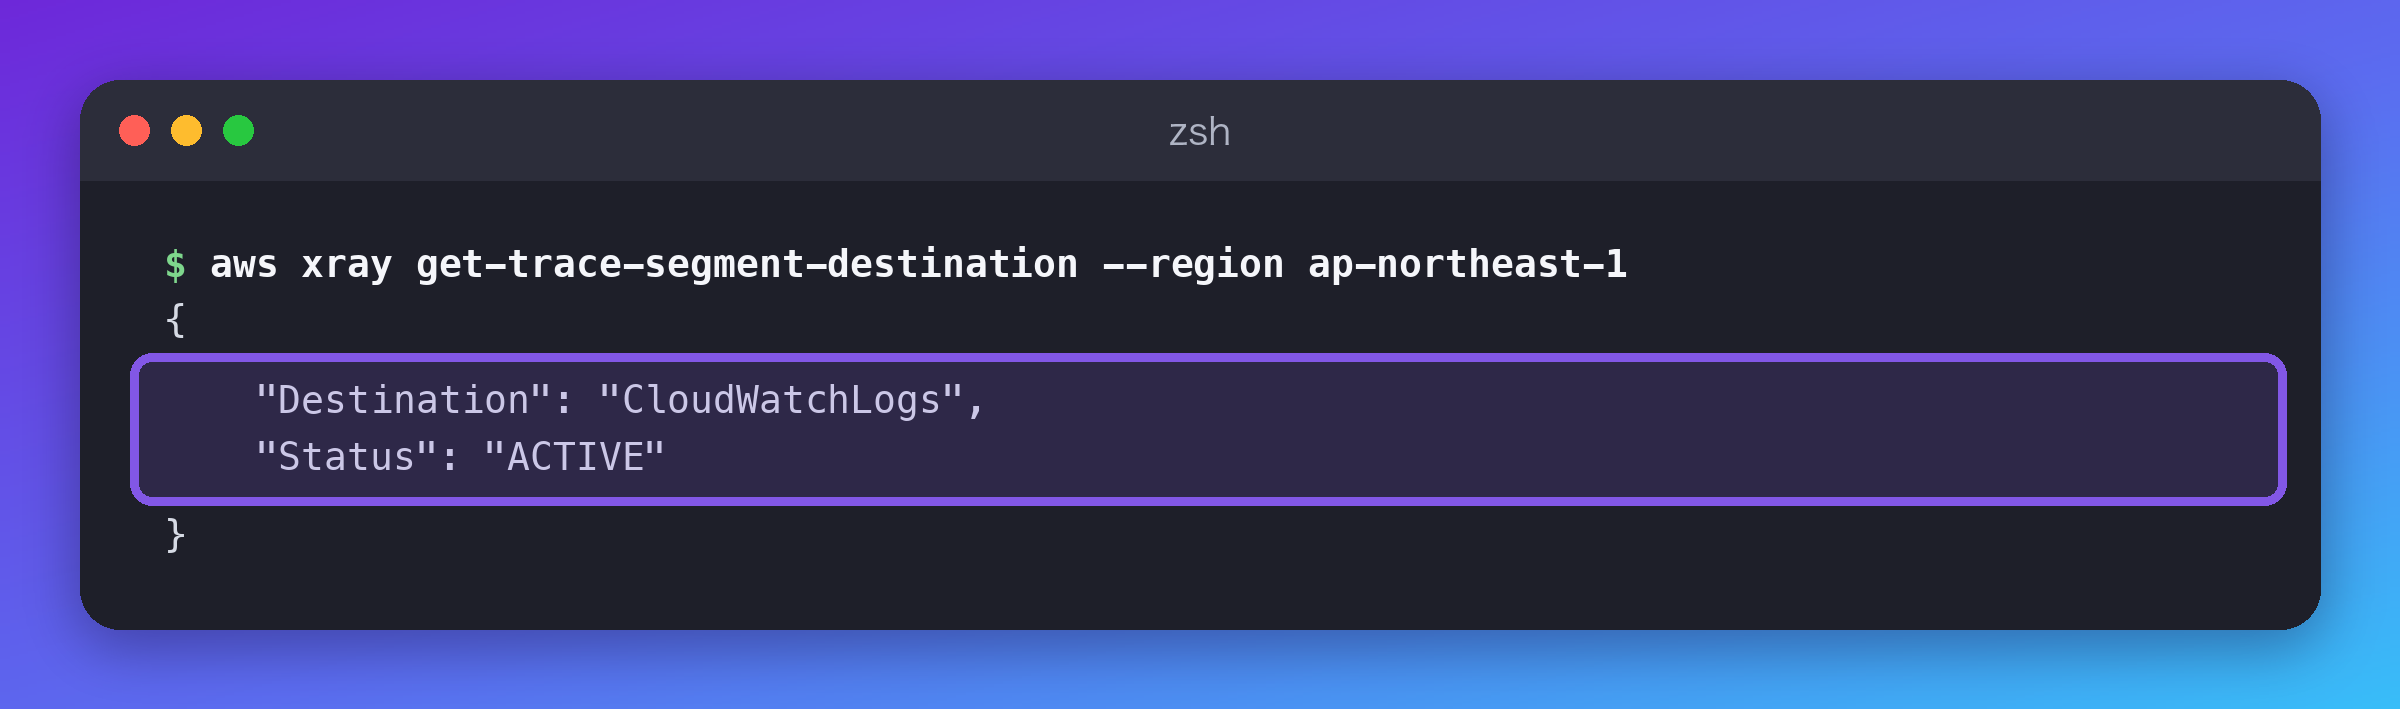 zsh
$ aws xray get-trace-segment-destination --region ap-northeast-1
{
    "Destination": "CloudWatchLogs",
    "Status": "ACTIVE"
}